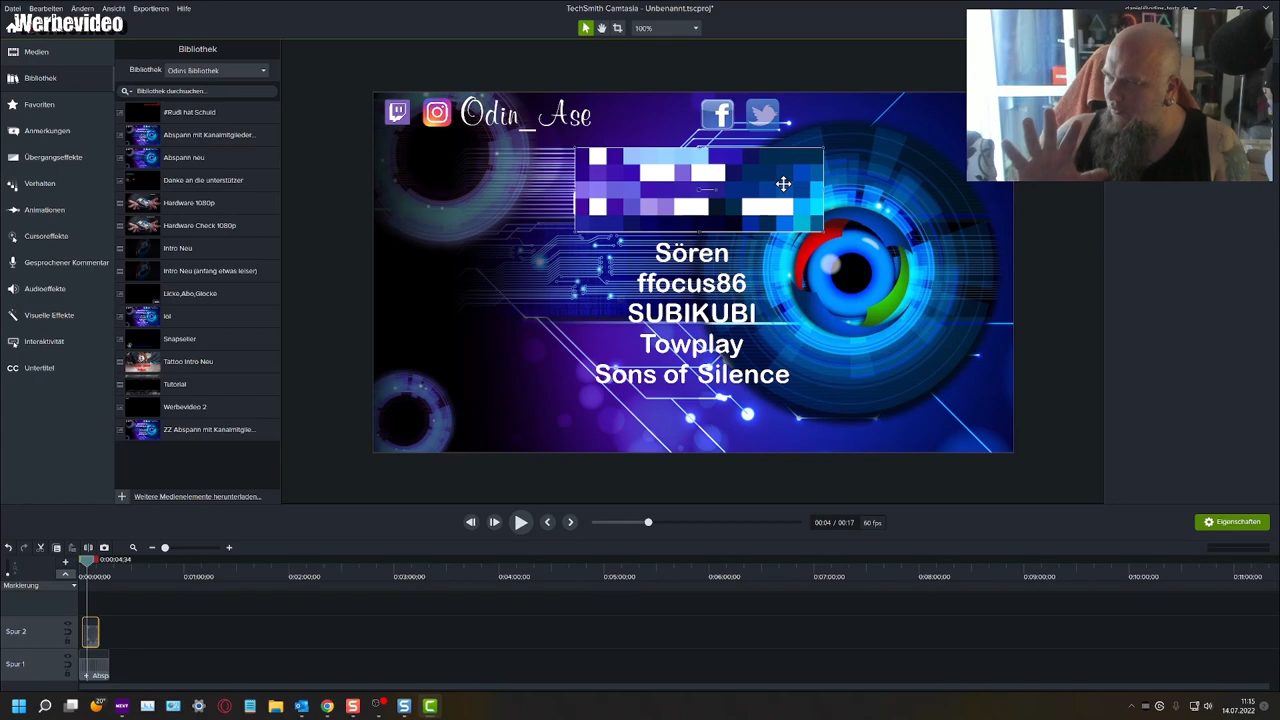 Datei Bearbeiten Ändern Ansicht Exportieren Hilfe
TechSmith Camtasia - Unbenannt.tscproj*
Werbevideo
100%
Medien
Bibliothek
Favoriten
Anmerkungen
Übergangseffekte
Verhalten
Animationen
Cursoreffekte
Gesprochener Kommentar
Audioeffekte
Visuelle Effekte
Interaktivität
CC Untertitel
Bibliothek
Bibliothek Odins Bibliothek
Bibliothek durchsuchen...
#Rudi hat Schuld
Abspann mit Kanalmitglieder...
Abspann neu
Danke an die unterstützer
Hardware 1080p
Hardware Check 1080p
Intro Neu
Intro Neu (anfang etwas leiser)
Licke,Abo,Glocke
lol
Snapseller
Tattoo Intro Neu
Tutorial
Werbevideo 2
ZZ Abspann mit Kanalmitglie...
Weitere Medienelemente herunterladen...
Odin_Ase
Sören
ffocus86
SUBIKUBI
Towplay
Sons of Silence
00:04 / 00:17 60 fps
Eigenschaften
0:00:04;34
Markierung
0:00:00;00 0:01:00;00 0:02:00;00 0:03:00;00 0:04:00;00 0:05:00;00 0:06:00;00 0:07:00;00 0:08:00;00 0:09:00;00 0:10:00;00 0:11:00;00
Spur 2
Spur 1
Absp
20°
NEXT
11:15
14.07.2022